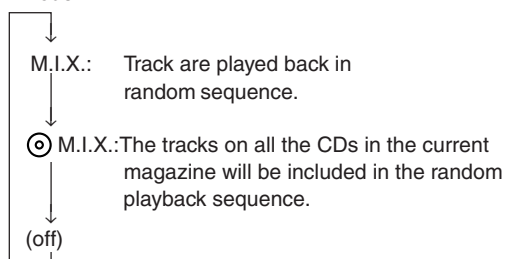 M.I.X.: Track are played back in
random sequence.
M.I.X.:The tracks on all the CDs in the current
magazine will be included in the random
playback sequence.
(off)